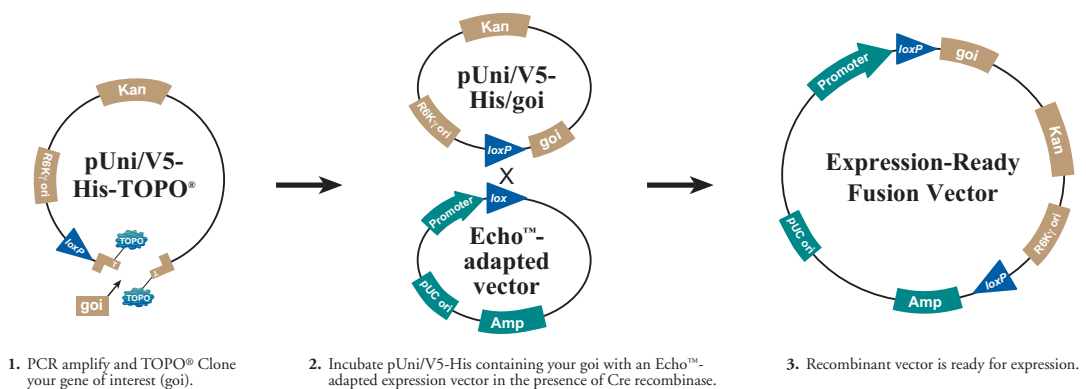 Kan
pUni/V5-
His-TOPO®
R6Kγ ori
loxP
TOPO
T
T
TOPO
goi
Kan
pUni/V5-
His/goi
R6Kγ ori
loxP
goi
X
Promoter
lox
Echo™-
adapted
vector
pUC ori
Amp
Promoter
loxP
goi
Kan
Expression-Ready
Fusion Vector
pUC ori
R6Kγ ori
Amp
loxP
1. PCR amplify and TOPO® Clone
your gene of interest (goi).
2. Incubate pUni/V5-His containing your goi with an Echo™-
adapted expression vector in the presence of Cre recombinase.
3. Recombinant vector is ready for expression.